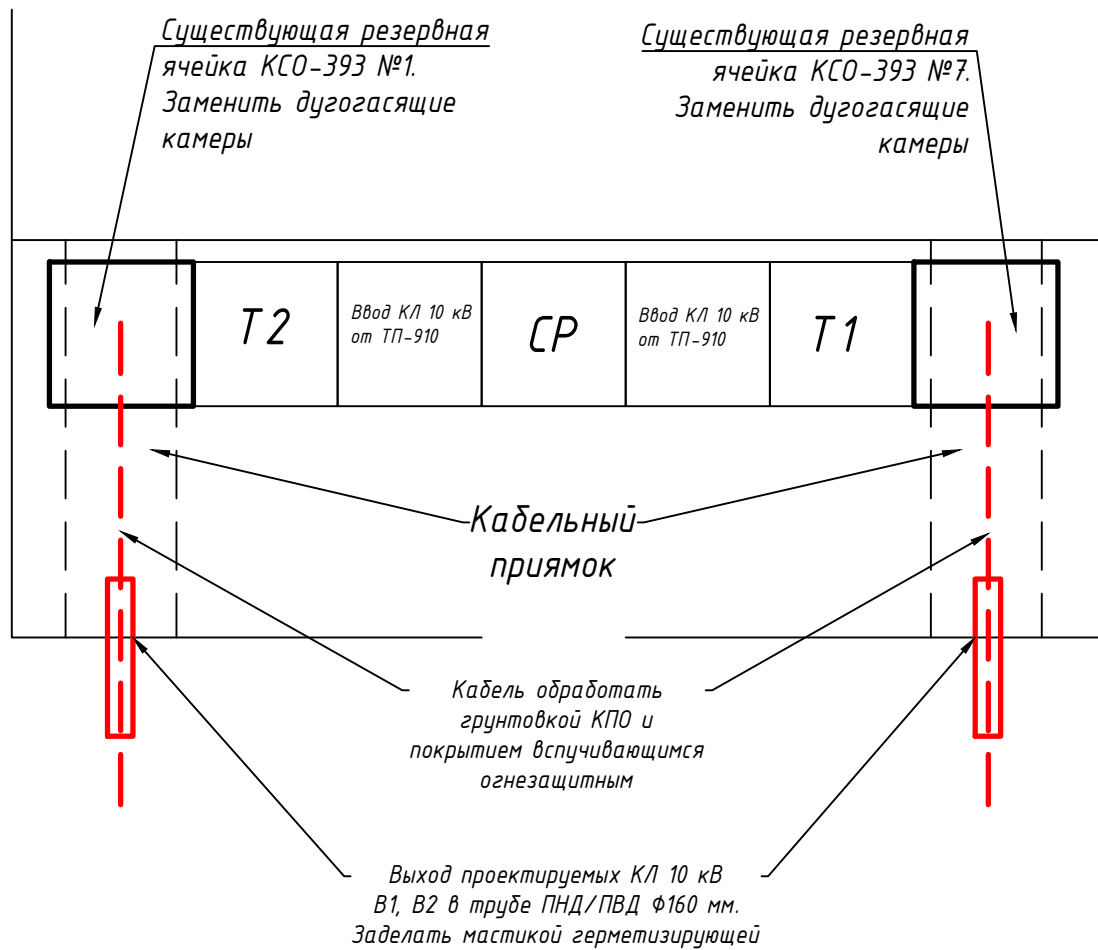 Существующая резервная
ячейка КСО-393 №1.
Заменить дугогасящие
камеры
Существующая резервная
ячейка КСО-393 №7.
Заменить дугогасящие
камеры
Т2
Ввод КЛ 10 кВ
от ТП-910
СР
Ввод КЛ 10 кВ
от ТП-910
Т1
Кабельный
приямок
Кабель обработать
грунтовкой КПО и
покрытием вспучивающимся
огнезащитным
Выход проектируемых КЛ 10 кВ
В1, В2 в трубе ПНД/ПВД Ф160 мм.
Заделать мастикой герметизирующей